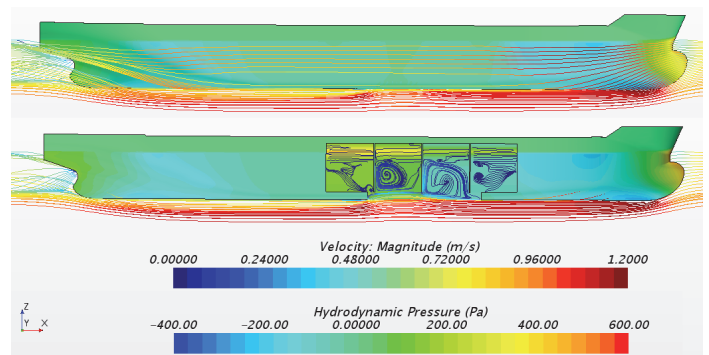 Velocity: Magnitude (m/s)
0.00000 0.24000 0.48000 0.72000 0.96000 1.2000
Hydrodynamic Pressure (Pa)
-400.00 -200.00 0.00000 200.00 400.00 600.00
Z
Y X